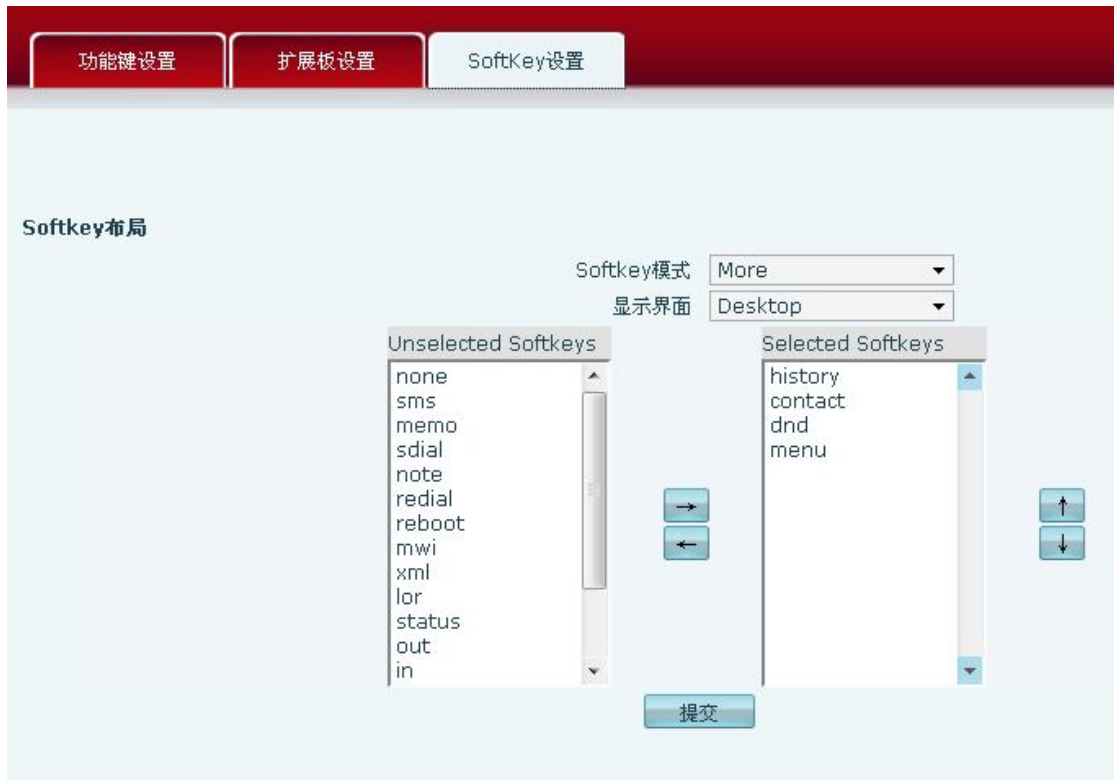 功能键设置
扩展板设置
SoftKey设置
Softkey布局
Softkey模式 More
显示界面 Desktop
Unselected Softkeys
none
sms
memo
sdial
note
redial
reboot
mwi
xml
lor
status
out
in
→
←
Selected Softkeys
history
contact
dnd
menu
↑
↓
提交